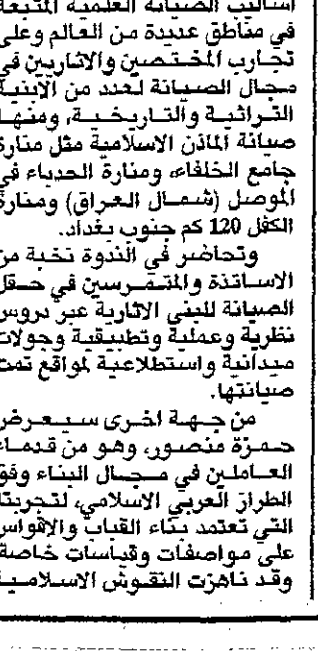 اساليب الصيانة العلمية المتبعة
في مناطق عديدة من العالم وعلى
تجارب المختصين والاثاريين في
مجال الصيانة لعدد من الابنية
التراثية والتاريخية، ومنها
صيانة المآذن الاسلامية مثل منارة
جامع الخلفاء، ومنارة الحدباء في
الموصل (شمال العراق) ومنارة
الكفل 120 كم جنوب بغداد.
وتحاضر في الندوة نخبة من
الاساتذة والمتمرسين في حقل
الصيانة للبنى الاثارية عبر دروس
نظرية وعملية وتطبيقية وجولات
ميدانية واستطلاعية لمواقع تمت
صيانتها.
من جهة اخرى سيعرض
حمزة منصور، وهو من قدماء
العاملين في مجال البناء وفق
الطراز العربي الاسلامي، لتجربتنا
التي تعتمد بناء القباب والاقواس
على مواصفات وقياسات خاصة
وقد ناهزت النقوش الاسلامية